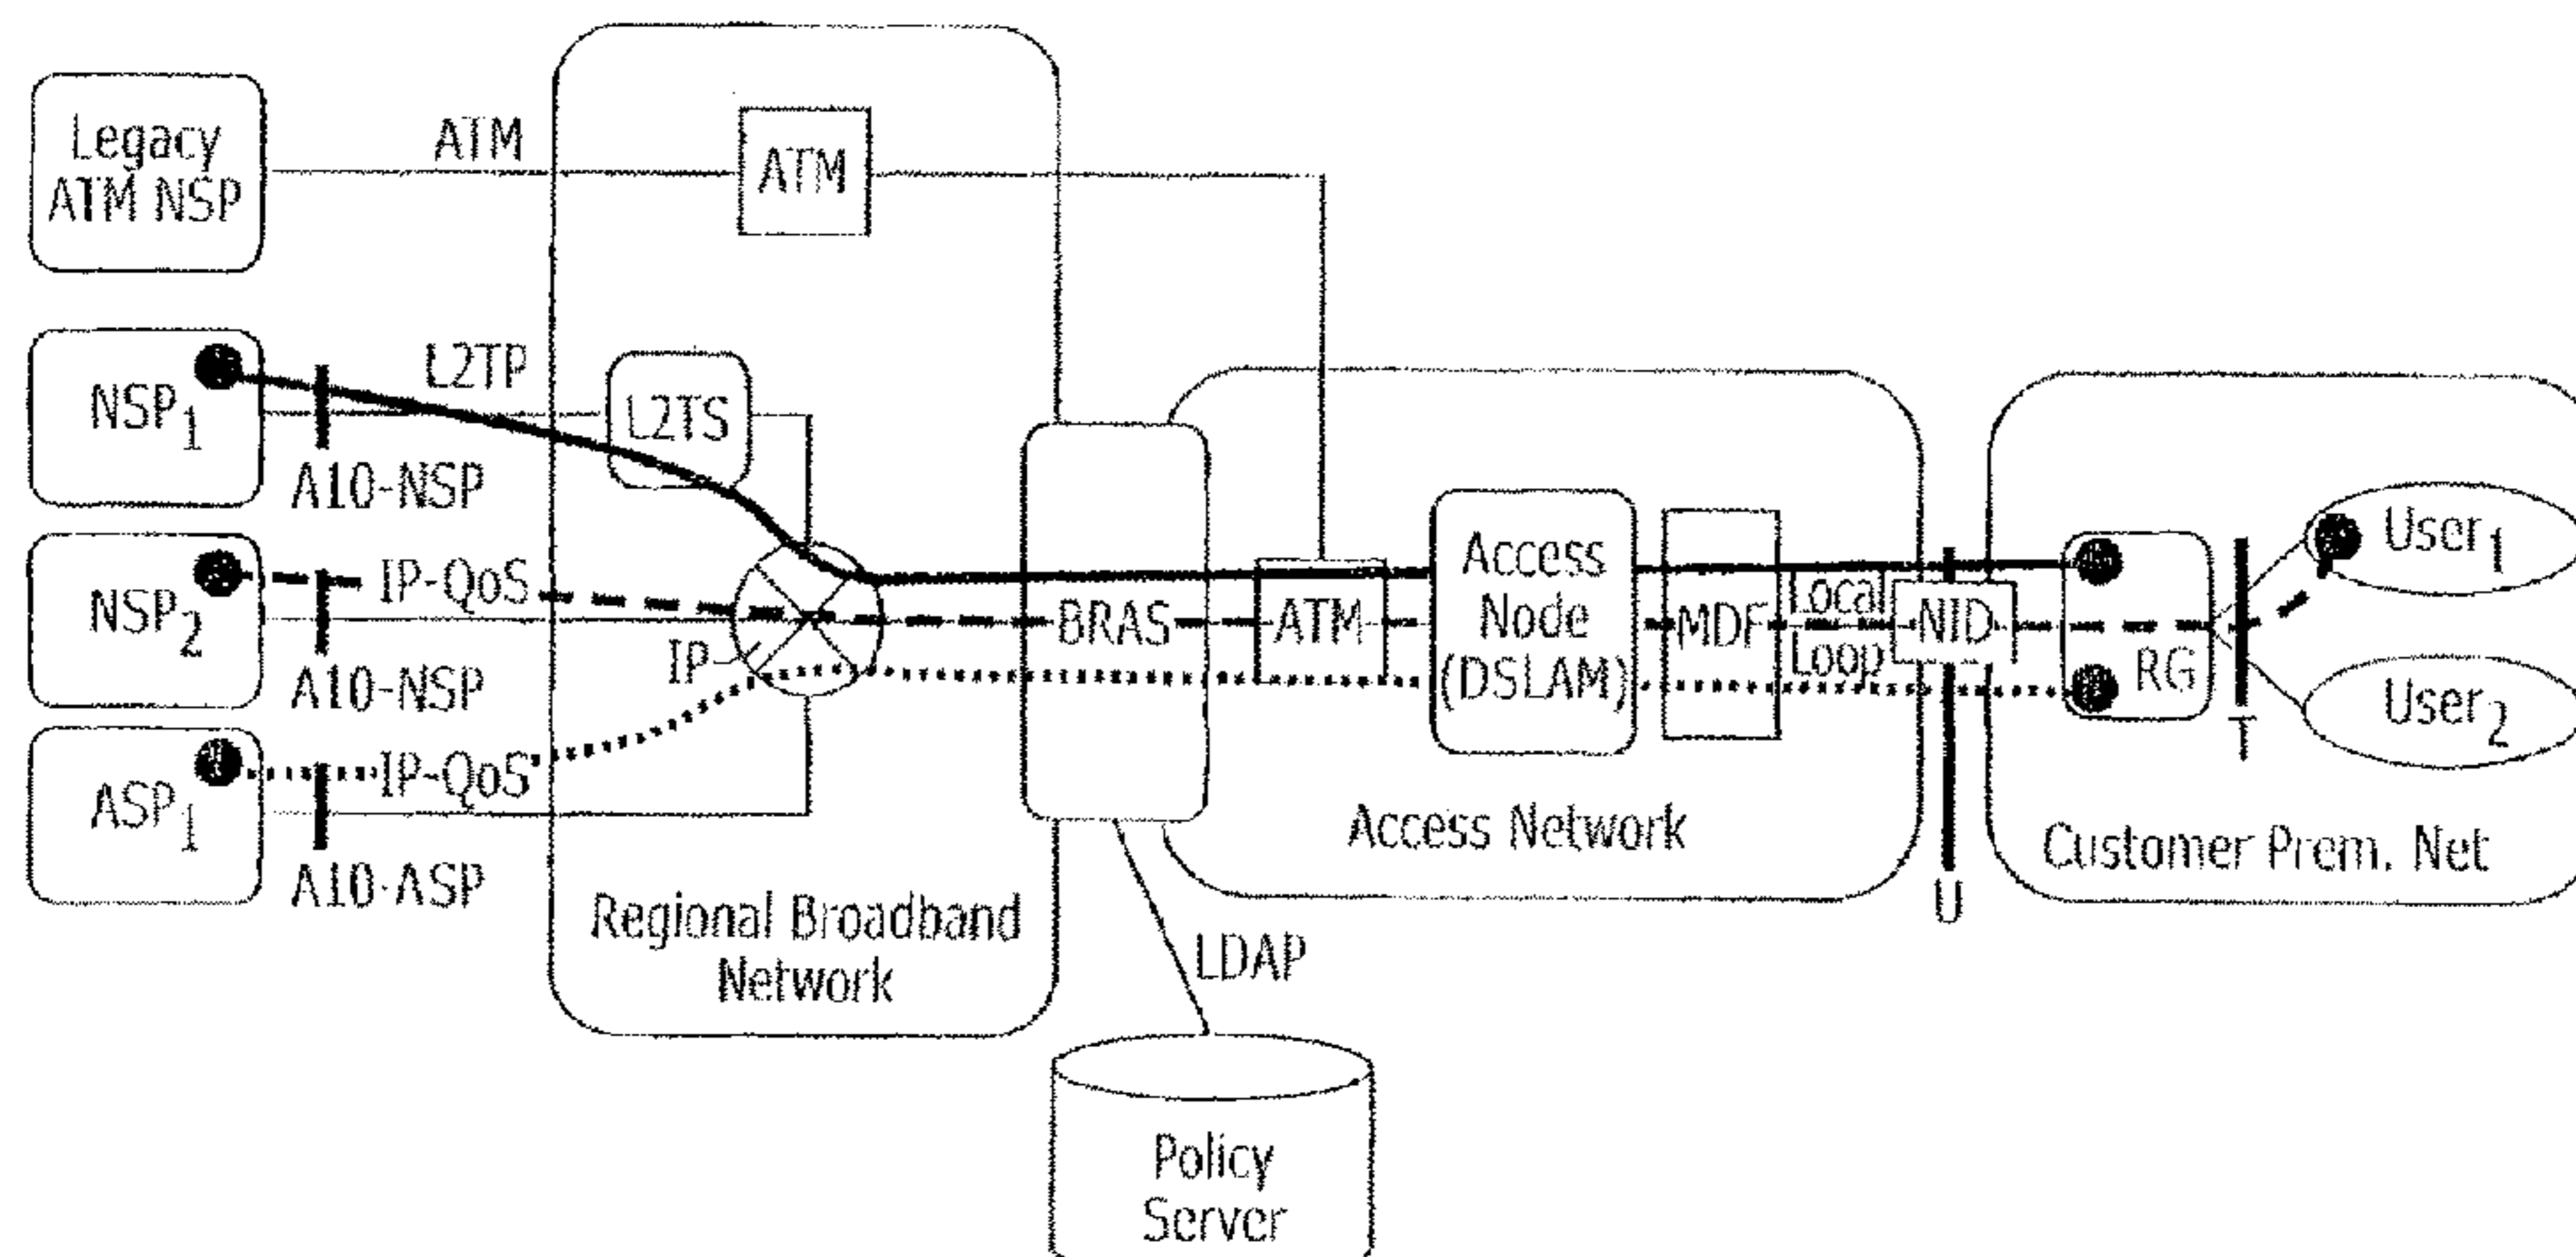 Legacy
ATM NSP
ATM
ATM
NSP1
L2TP
L2TS
A10-NSP
NSP2
IP-QoS
IP
A10-NSP
ASP1
IP-QoS
A10-ASP
Regional Broadband
Network
BRAS
ATM
Access
Node
(DSLAM)
MDF
Local
Loop
NID
Access Network
U
RG
T
User1
User2
Customer Prem. Net
LDAP
Policy
Server